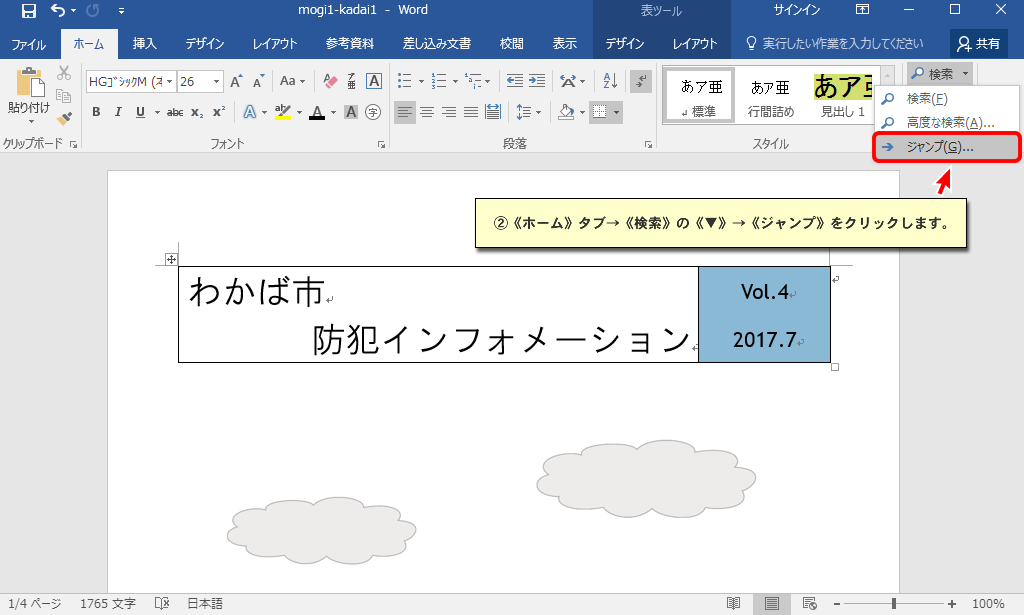 mogi1-kadai1 - Word
表ツール
サインイン
ファイル ホーム 挿入 デザイン レイアウト 参考資料 差し込み文書 校閲 表示 デザイン レイアウト 実行したい作業を入力してください 共有
貼り付け
クリップボード
HGｺﾞｼｯｸM (ｵ 26
Aa
B I U abc x₂ x²
フォント
段落
あア亜
標準
あア亜
行間詰め
あア亜
見出し 1
スタイル
検索
検索(F)
高度な検索(A)...
ジャンプ(G)...
②《ホーム》タブ→《検索》の《▼》→《ジャンプ》をクリックします。
わかば市
防犯インフォメーション
Vol.4
2017.7
1/4 ページ 1765 文字 日本語
100%